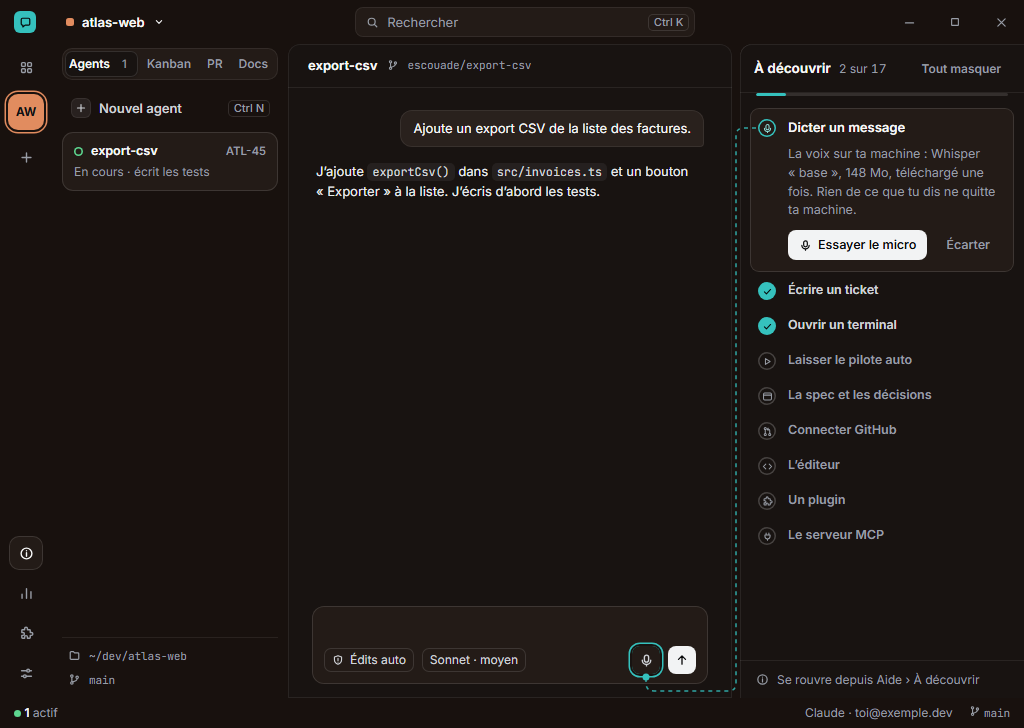 atlas-web
Rechercher
Ctrl K
Agents 1 Kanban PR Docs
Nouvel agent Ctrl N
export-csv ATL-45
En cours · écrit les tests
AW
~/dev/atlas-web
main
1 actif
export-csv escouade/export-csv
Ajoute un export CSV de la liste des factures.
J’ajoute exportCsv() dans src/invoices.ts et un bouton
« Exporter » à la liste. J’écris d’abord les tests.
Édits auto Sonnet · moyen
À découvrir 2 sur 17 Tout masquer
Dicter un message
La voix sur ta machine : Whisper
« base », 148 Mo, téléchargé une
fois. Rien de ce que tu dis ne quitte
ta machine.
Essayer le micro Écarter
Écrire un ticket
Ouvrir un terminal
Laisser le pilote auto
La spec et les décisions
Connecter GitHub
L’éditeur
Un plugin
Le serveur MCP
Se rouvre depuis Aide › À découvrir
Claude · toi@exemple.dev main